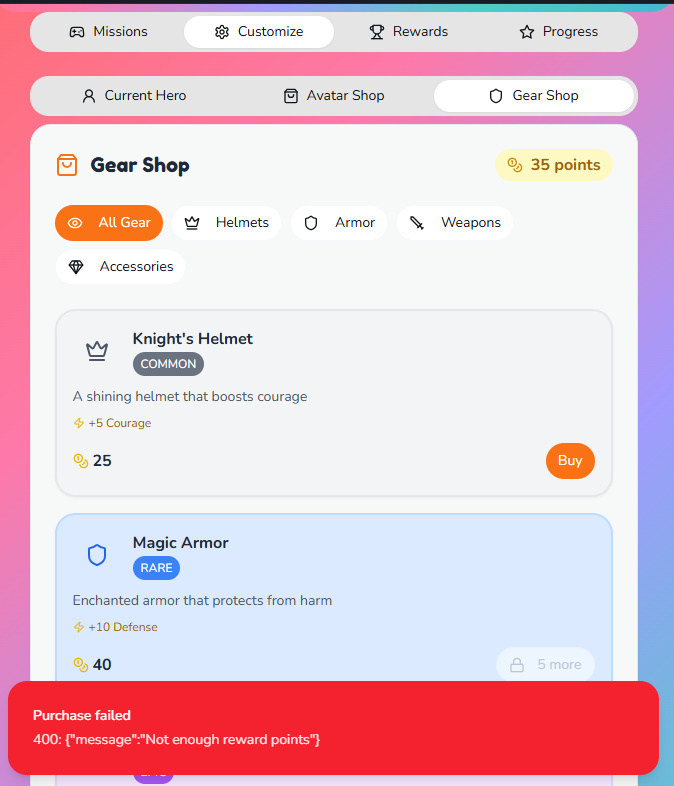 Missions
Customize
Rewards
Progress
Current Hero
Avatar Shop
Gear Shop
Gear Shop
35 points
All Gear
Helmets
Armor
Weapons
Accessories
Knight's Helmet
COMMON
A shining helmet that boosts courage
+5 Courage
25
Buy
Magic Armor
RARE
Enchanted armor that protects from harm
+10 Defense
40
5 more
Purchase failed
400: {"message":"Not enough reward points"}